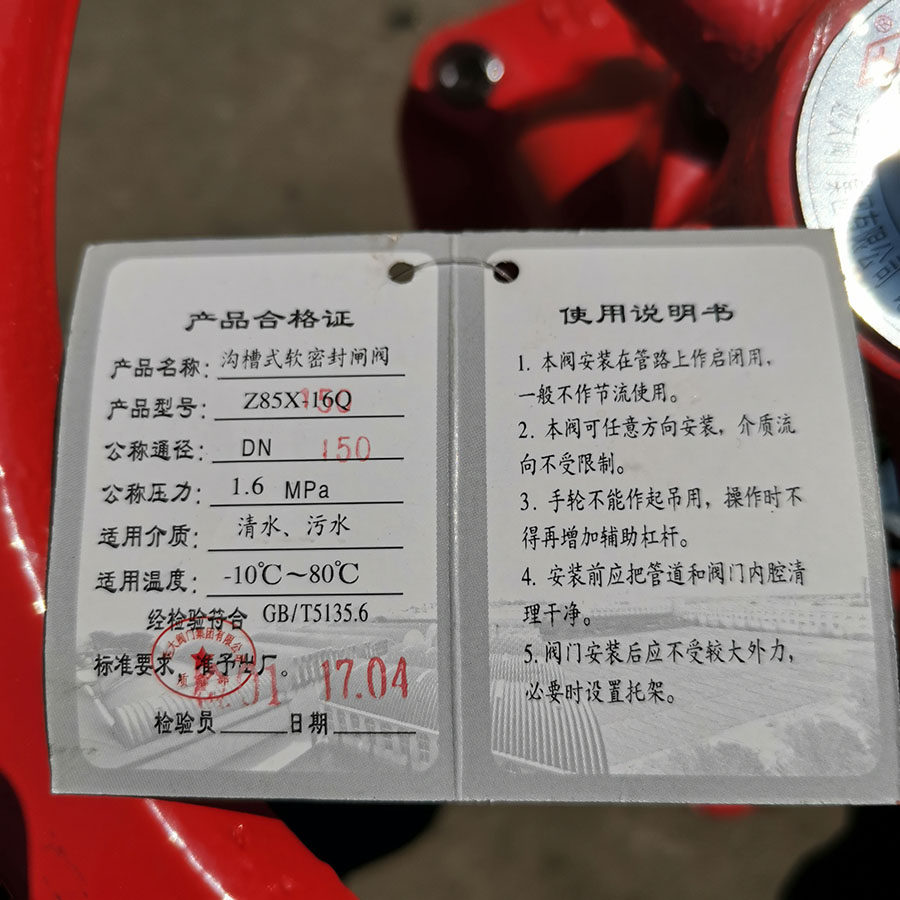 产品合格证
产品名称：沟槽式软密封闸阀
产品型号：Z85X-16Q
150
公称通径：DN 150
公称压力：1.6 MPa
适用介质：清水、污水
适用温度：-10℃～80℃
经检验符合 GB/T5135.6
标准要求，准予出厂。
17.04
检验员 日期
使用说明书
1. 本阀安装在管路上作启闭用，
一般不作节流使用。
2. 本阀可任意方向安装，介质流
向不受限制。
3. 手轮不能作起吊用，操作时不
得再增加辅助杠杆。
4. 安装前应把管道和阀门内腔清
理干净。
5. 阀门安装后应不受较大外力，
必要时设置托架。